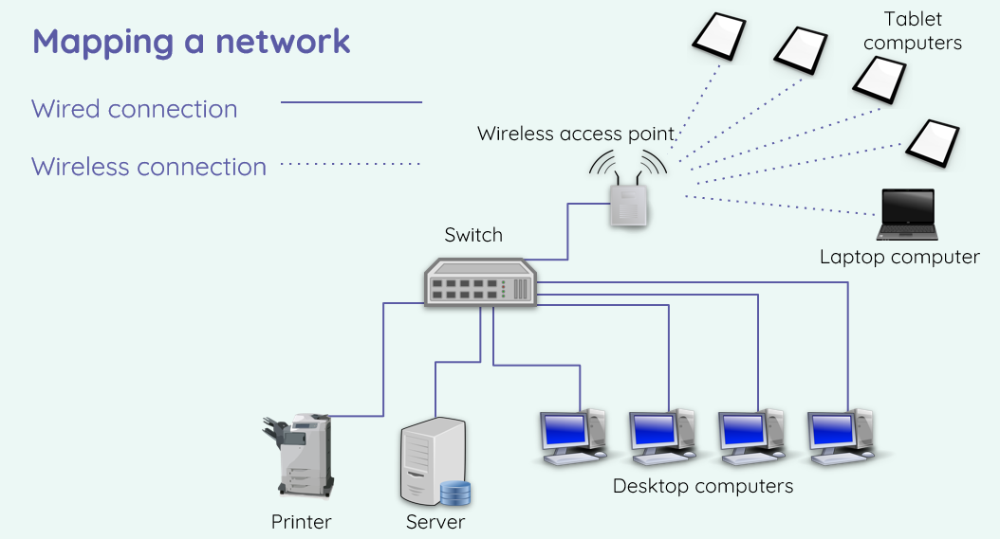 Mapping a network
Wired connection
Wireless connection
Tablet
computers
Wireless access point
Laptop computer
Switch
Desktop computers
Printer
Server